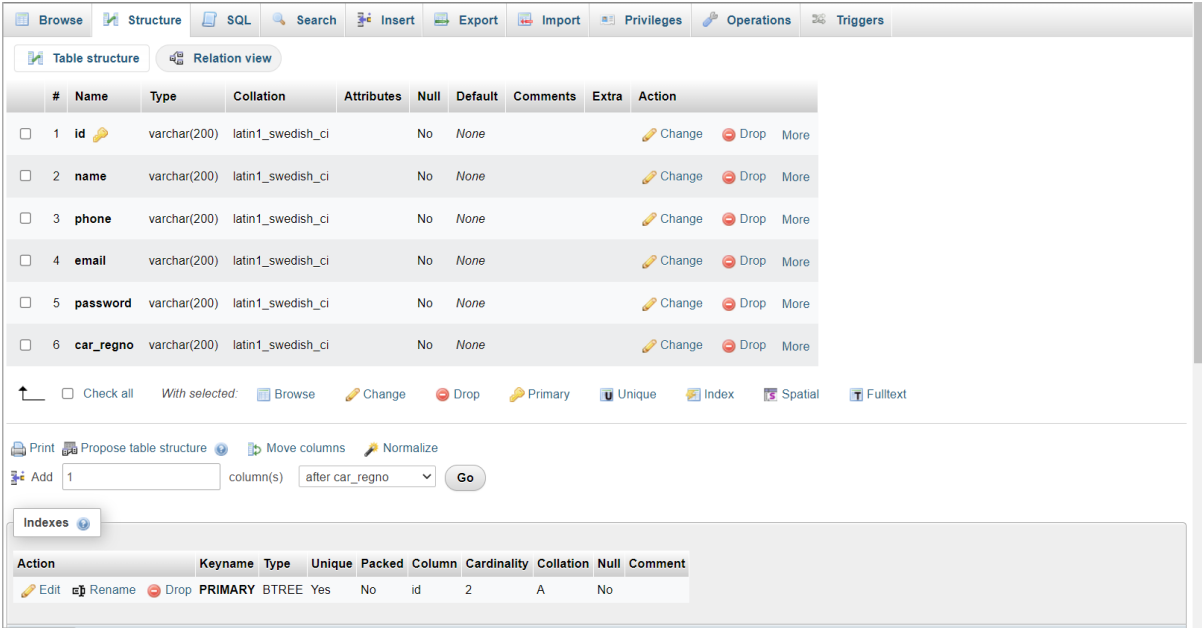 Browse Structure SQL Search Insert Export Import Privileges Operations Triggers
Table structure Relation view
# Name Type Collation Attributes Null Default Comments Extra Action
1 id varchar(200) latin1_swedish_ci No None Change Drop More
2 name varchar(200) latin1_swedish_ci No None Change Drop More
3 phone varchar(200) latin1_swedish_ci No None Change Drop More
4 email varchar(200) latin1_swedish_ci No None Change Drop More
5 password varchar(200) latin1_swedish_ci No None Change Drop More
6 car_regno varchar(200) latin1_swedish_ci No None Change Drop More
Check all With selected: Browse Change Drop Primary Unique Index Spatial Fulltext
Print Propose table structure Move columns Normalize
Add 1 column(s) after car_regno Go
Indexes
Action Keyname Type Unique Packed Column Cardinality Collation Null Comment
Edit Rename Drop PRIMARY BTREE Yes No id 2 A No